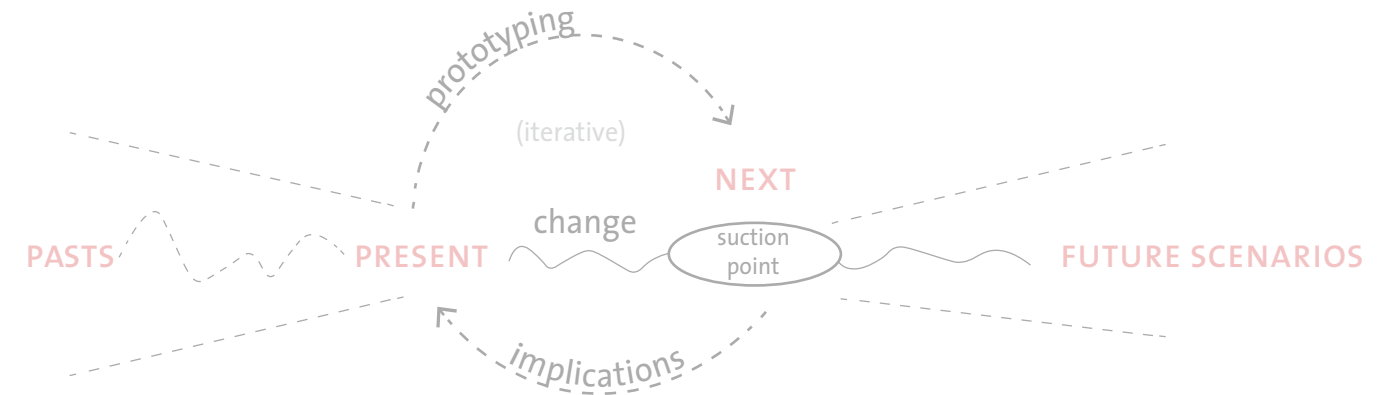 prototyping
(iterative)
NEXT
change
suction
point
PASTS
PRESENT
FUTURE SCENARIOS
implications